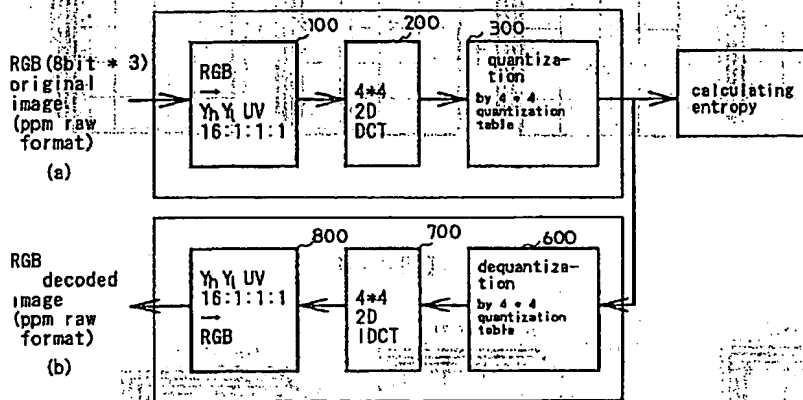 RGB(8bit * 3)
original
image
(ppm raw
format)
(a)
100
RGB
→
Yh Yl UV
16:1:1:1
200
4*4
2D
DCT
300
quantiza-
tion
by 4 * 4
quantization
table
calculating
entropy
RGB
decoded
image
(ppm raw
format)
(b)
800
Yh Yl UV
16:1:1:1
→
RGB
700
4*4
2D
IDCT
600
dequantiza-
tion
by 4 * 4
quantization
table